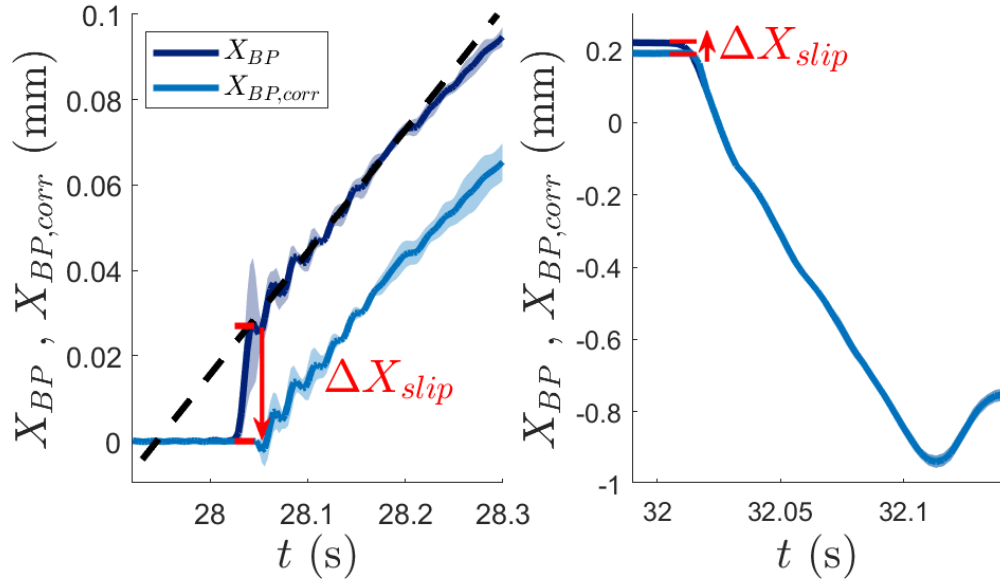 X_{BP} , X_{BP,corr} (mm)
0.1
0.08
0.06
0.04
0.02
0
X_{BP}
X_{BP,corr}
ΔX_{slip}
28
28.1
28.2
28.3
t (s)
X_{BP} , X_{BP,corr} (mm)
0.2
0
-0.2
-0.4
-0.6
-0.8
-1
ΔX_{slip}
32
32.05
32.1
t (s)